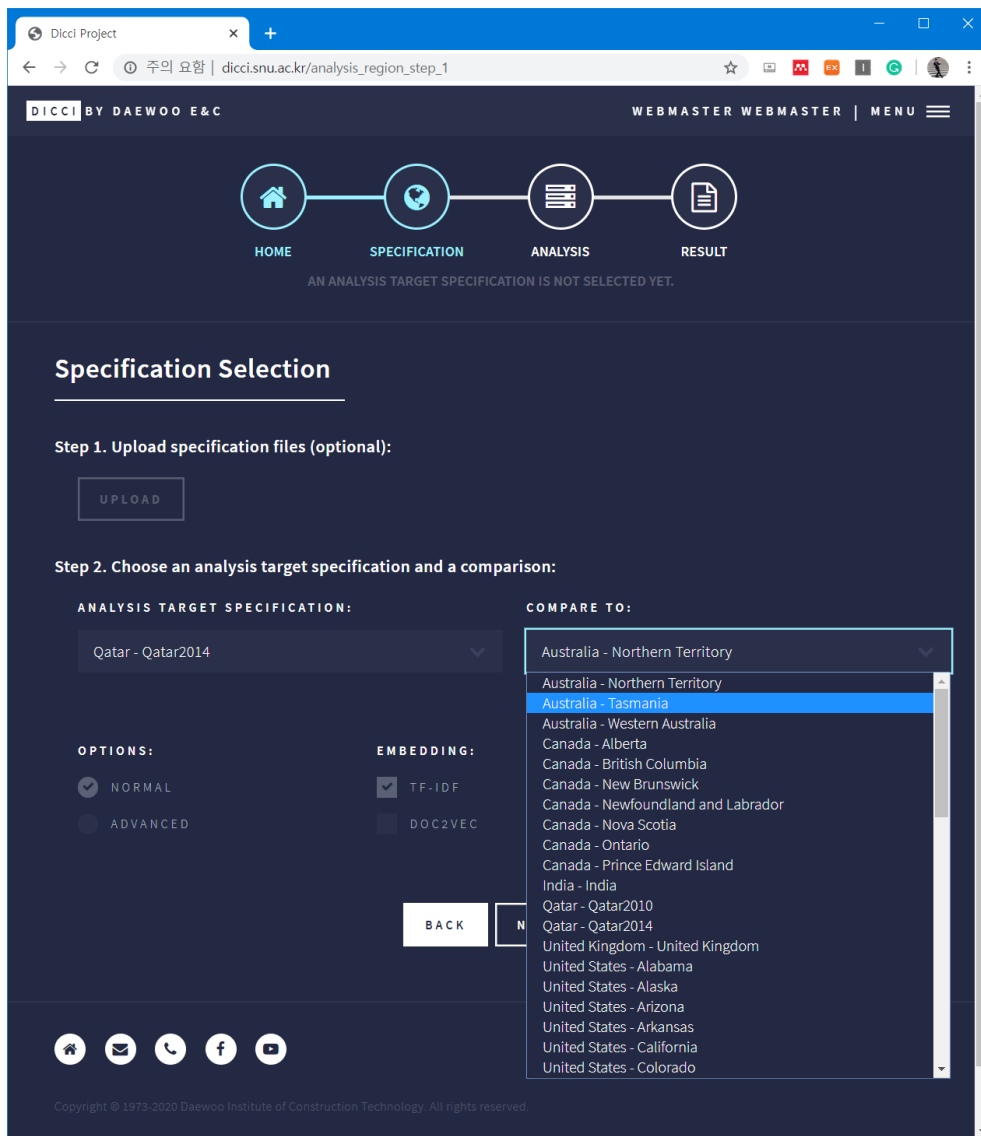 Dicci Project
주의 요함 | dicci.snu.ac.kr/analysis_region_step_1
DICCI BY DAEWOO E&C
WEBMASTER WEBMASTER | MENU
HOME
SPECIFICATION
ANALYSIS
RESULT
AN ANALYSIS TARGET SPECIFICATION IS NOT SELECTED YET.
Specification Selection
Step 1. Upload specification files (optional):
UPLOAD
Step 2. Choose an analysis target specification and a comparison:
ANALYSIS TARGET SPECIFICATION:
Qatar - Qatar2014
COMPARE TO:
Australia - Northern Territory
Australia - Northern Territory
Australia - Tasmania
Australia - Western Australia
Canada - Alberta
Canada - British Columbia
Canada - New Brunswick
Canada - Newfoundland and Labrador
Canada - Nova Scotia
Canada - Ontario
Canada - Prince Edward Island
India - India
Qatar - Qatar2010
Qatar - Qatar2014
United Kingdom - United Kingdom
United States - Alabama
United States - Alaska
United States - Arizona
United States - Arkansas
United States - California
United States - Colorado
OPTIONS:
NORMAL
ADVANCED
EMBEDDING:
TF-IDF
DOC2VEC
BACK
N
Copyright © 1973-2020 Daewoo Institute of Construction Technology. All rights reserved.